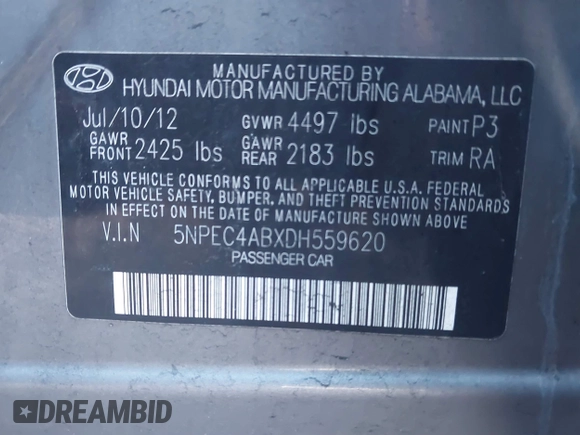 MANUFACTURED BY
HYUNDAI MOTOR MANUFACTURING ALABAMA, LLC
Jul/10/12 GVWR 4497 lbs PAINT P3
GAWR FRONT 2425 lbs GAWR REAR 2183 lbs TRIM RA
THIS VEHICLE CONFORMS TO ALL APPLICABLE U.S.A. FEDERAL
MOTOR VEHICLE SAFETY, BUMPER, AND THEFT PREVENTION STANDARDS
IN EFFECT ON THE DATE OF MANUFACTURE SHOWN ABOVE.
V.I.N 5NPEC4ABXDH559620
PASSENGER CAR
DREAMBID